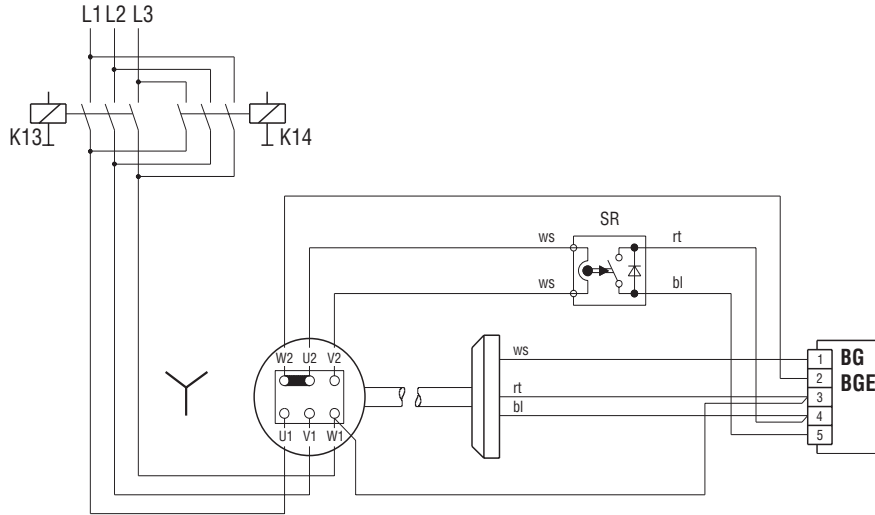 L1 L2 L3
K13
K14
SR
ws
rt
ws
bl
W2 U2 V2
U1 V1 W1
ws
rt
bl
1
2
3
4
5
BG
BGE